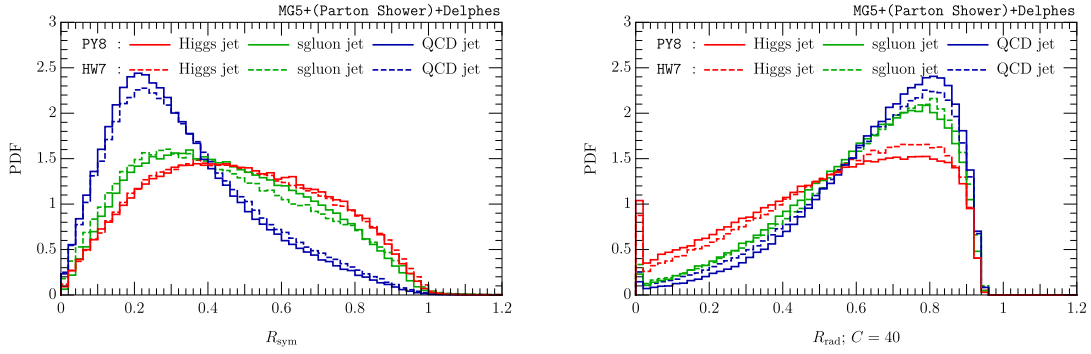 MG5+(Parton Shower)+Delphes
PY8 : Higgs jet sgluon jet QCD jet
HW7 : Higgs jet sgluon jet QCD jet
PDF
3
2.5
2
1.5
1
0.5
0
0 0.2 0.4 0.6 0.8 1 1.2
R_sym
MG5+(Parton Shower)+Delphes
PY8 : Higgs jet sgluon jet QCD jet
HW7 : Higgs jet sgluon jet QCD jet
PDF
3
2.5
2
1.5
1
0.5
0
0 0.2 0.4 0.6 0.8 1 1.2
R_rad; C = 40